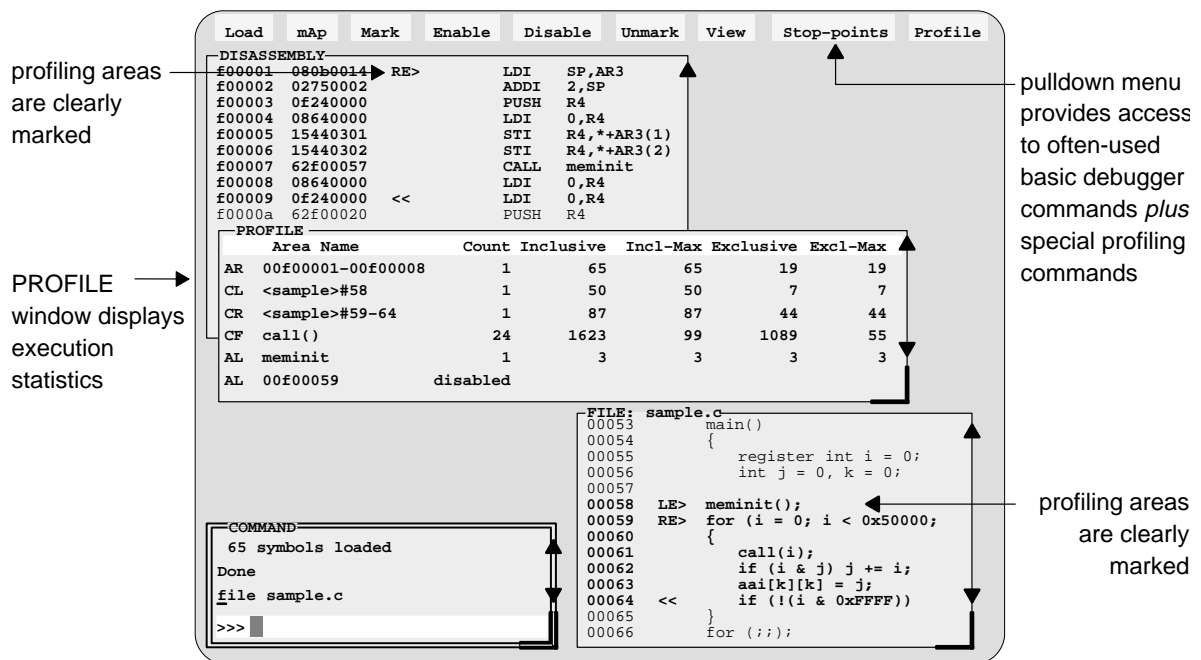 Load mAp Mark Enable Disable Unmark View Stop-points Profile
DISASSEMBLY
f00001 080b0014 RE> LDI SP,AR3
f00002 02750002 ADDI 2,SP
f00003 0f240000 PUSH R4
f00004 08640000 LDI 0,R4
f00005 15440301 STI R4,*+AR3(1)
f00006 15440302 STI R4,*+AR3(2)
f00007 62f00057 CALL meminit
f00008 08640000 LDI 0,R4
f00009 0f240000 << LDI 0,R4
f0000a 62f00020 PUSH R4
PROFILE
Area Name Count Inclusive Incl-Max Exclusive Excl-Max
AR 00f00001-00f00008 1 65 65 19 19
CL <sample>#58 1 50 50 7 7
CR <sample>#59-64 1 87 87 44 44
CF call() 24 1623 99 1089 55
AL meminit 1 3 3 3 3
AL 00f00059 disabled
FILE: sample.c
00053 main()
00054 {
00055 register int i = 0;
00056 int j = 0, k = 0;
00057
00058 LE> meminit();
00059 RE> for (i = 0; i < 0x50000;
00060 {
00061 call(i);
00062 if (i & j) j += i;
00063 aai[k][k] = j;
00064 << if (!(i & 0xFFFF))
00065 }
00066 for (;;);
COMMAND
65 symbols loaded
Done
file sample.c
>>>
profiling areas
are clearly
marked
PROFILE
window displays
execution
statistics
pulldown menu
provides access
to often-used
basic debugger
commands plus
special profiling
commands
profiling areas
are clearly
marked